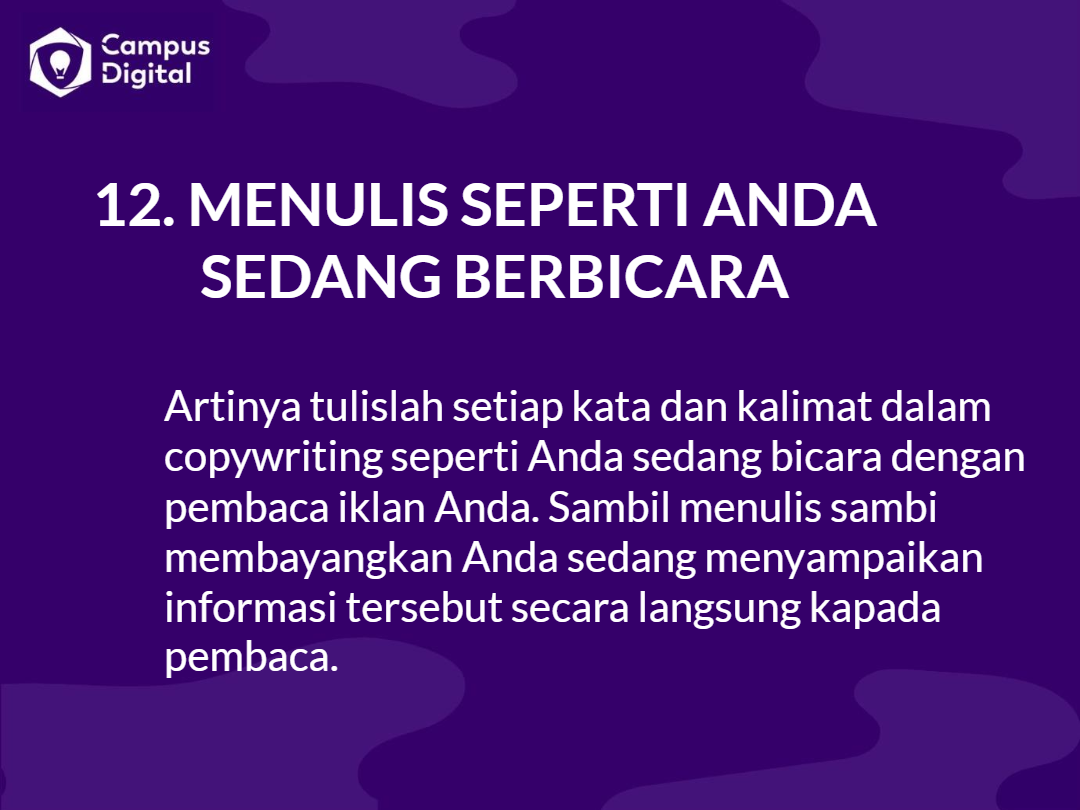 Campus
Digital
12. MENULIS SEPERTI ANDA
SEDANG BERBICARA
Artinya tulislah setiap kata dan kalimat dalam
copywriting seperti Anda sedang bicara dengan
pembaca iklan Anda. Sambil menulis sambi
membayangkan Anda sedang menyampaikan
informasi tersebut secara langsung kapada
pembaca.